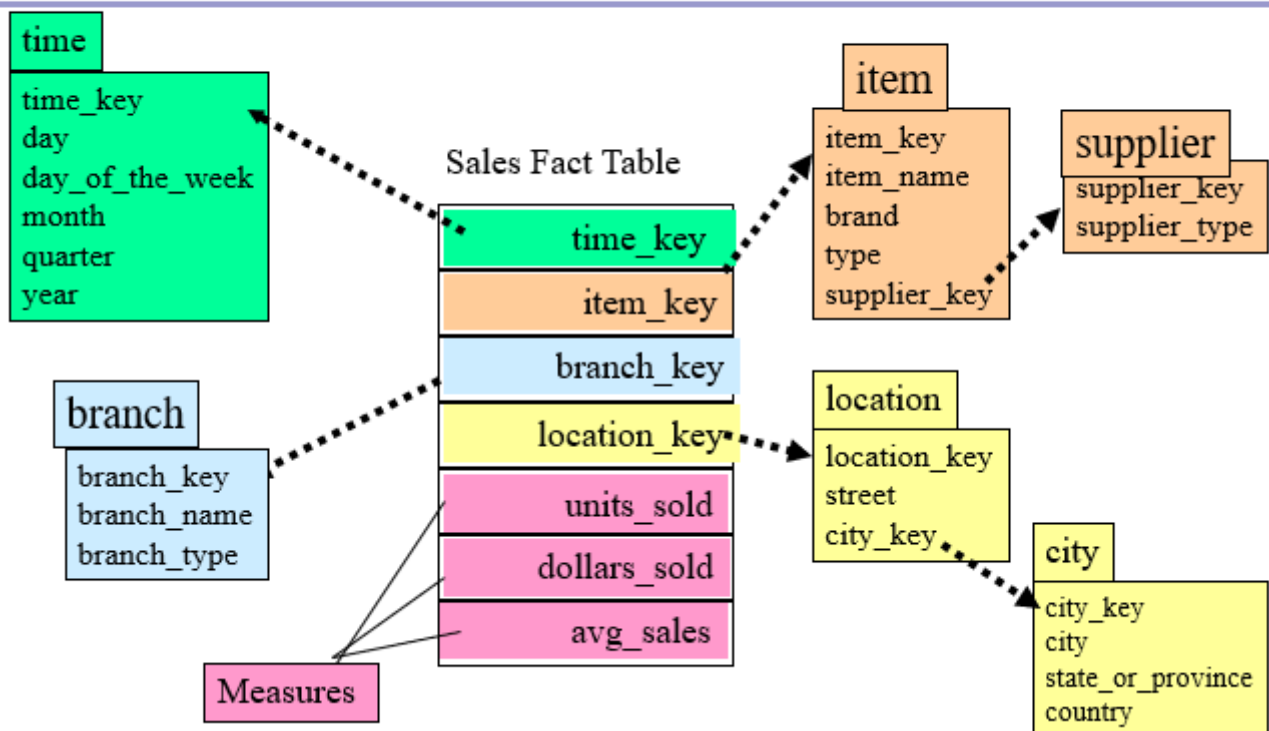 time
time_key
day
day_of_the_week
month
quarter
year
Sales Fact Table
time_key
item_key
branch_key
location_key
units_sold
dollars_sold
avg_sales
Measures
branch
branch_key
branch_name
branch_type
item
item_key
item_name
brand
type
supplier_key
supplier
supplier_key
supplier_type
location
location_key
street
city_key
city
city_key
city
state_or_province
country